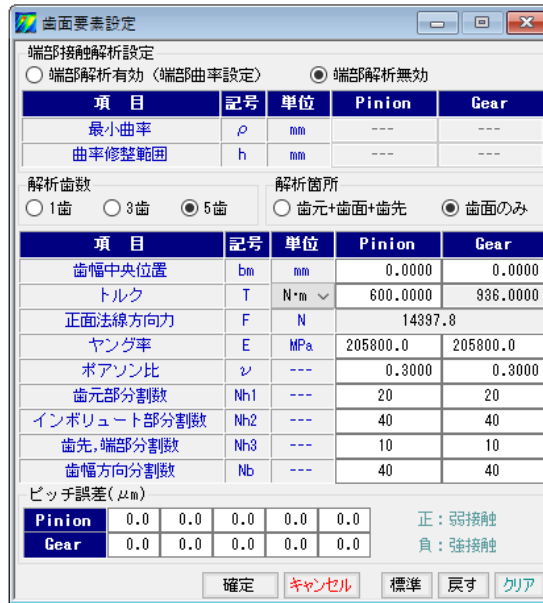 歯面要素設定
端部接触解析設定
端部解析有効（端部曲率設定） 端部解析無効
項 目 記号 単位 Pinion Gear
最小曲率 ρ mm --- ---
曲率修整範囲 h mm --- ---
解析歯数 解析箇所
1歯 3歯 5歯 歯元+歯面+歯先 歯面のみ
項 目 記号 単位 Pinion Gear
歯幅中央位置 bm mm 0.0000 0.0000
トルク T N・m 600.0000 936.0000
正面法線方向力 F N 14397.8
ヤング率 E MPa 205800.0 205800.0
ポアソン比 ν --- 0.3000 0.3000
歯元部分割数 Nh1 --- 20 20
インボリュート部分割数 Nh2 --- 40 40
歯先,端部分割数 Nh3 --- 10 10
歯幅方向分割数 Nb --- 40 40
ピッチ誤差(μm)
Pinion 0.0 0.0 0.0 0.0 0.0 正：弱接触
Gear 0.0 0.0 0.0 0.0 0.0 負：強接触
確定 キャンセル 標準 戻す クリア